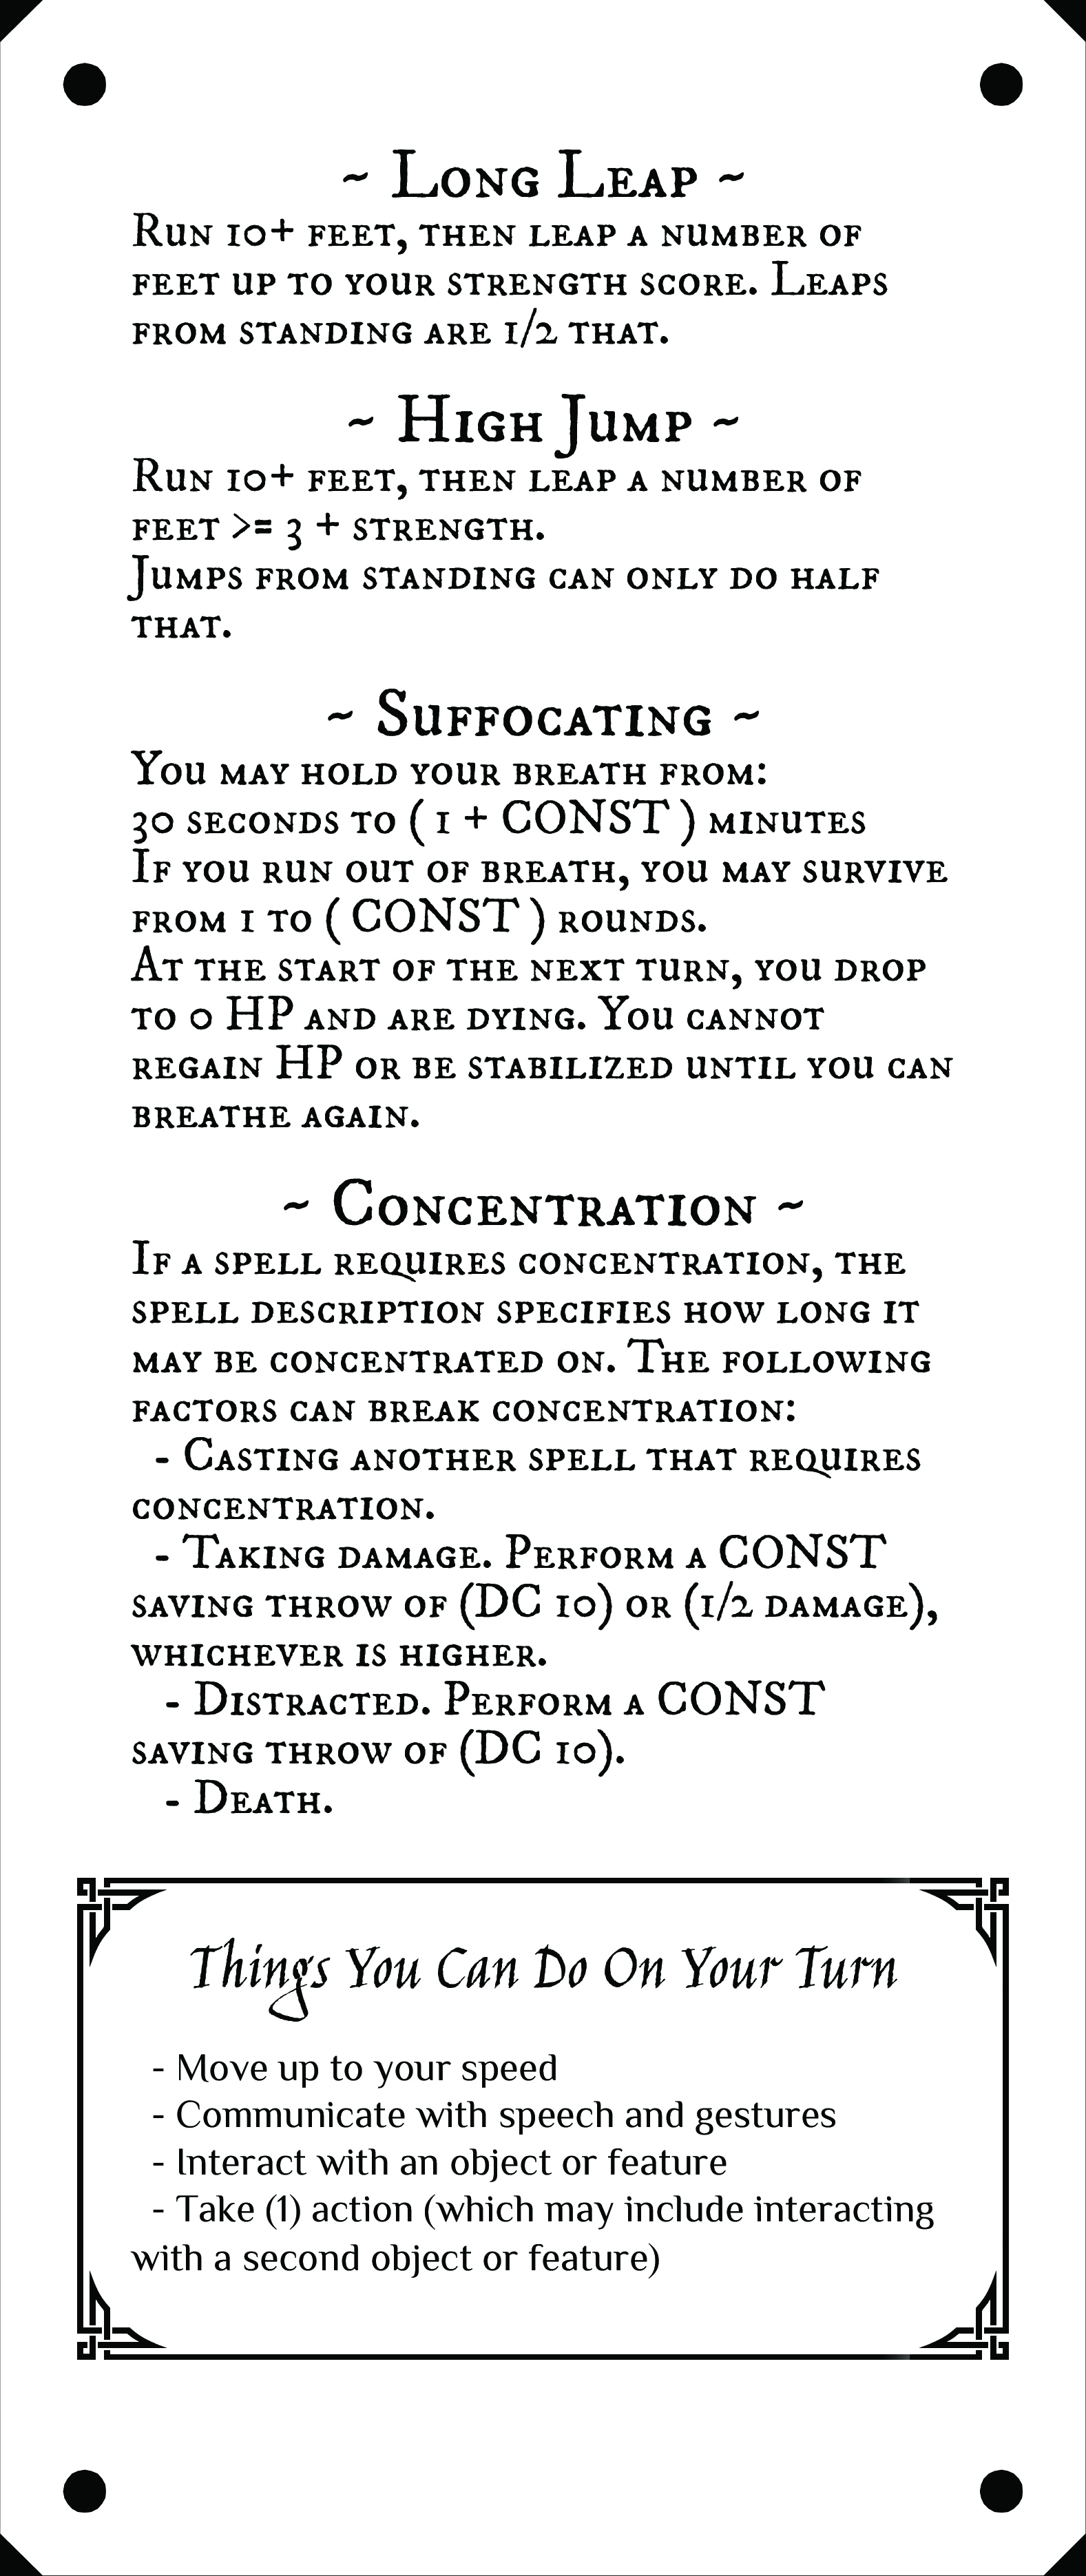 ~ Long Leap ~
Run 10+ feet, then leap a number of
feet up to your strength score. Leaps
from standing are 1/2 that.
~ High Jump ~
Run 10+ feet, then leap a number of
feet >= 3 + strength.
Jumps from standing can only do half
that.
~ Suffocating ~
You may hold your breath from:
30 seconds to ( 1 + CONST ) minutes
If you run out of breath, you may survive
from 1 to ( CONST ) rounds.
At the start of the next turn, you drop
to 0 HP and are dying. You cannot
regain HP or be stabilized until you can
breathe again.
~ Concentration ~
If a spell requires concentration, the
spell description specifies how long it
may be concentrated on. The following
factors can break concentration:
- Casting another spell that requires
concentration.
- Taking damage. Perform a CONST
saving throw of (DC 10) or (1/2 damage),
whichever is higher.
- Distracted. Perform a CONST
saving throw of (DC 10).
- Death.
Things You Can Do On Your Turn
- Move up to your speed
- Communicate with speech and gestures
- Interact with an object or feature
- Take (1) action (which may include interacting
with a second object or feature)